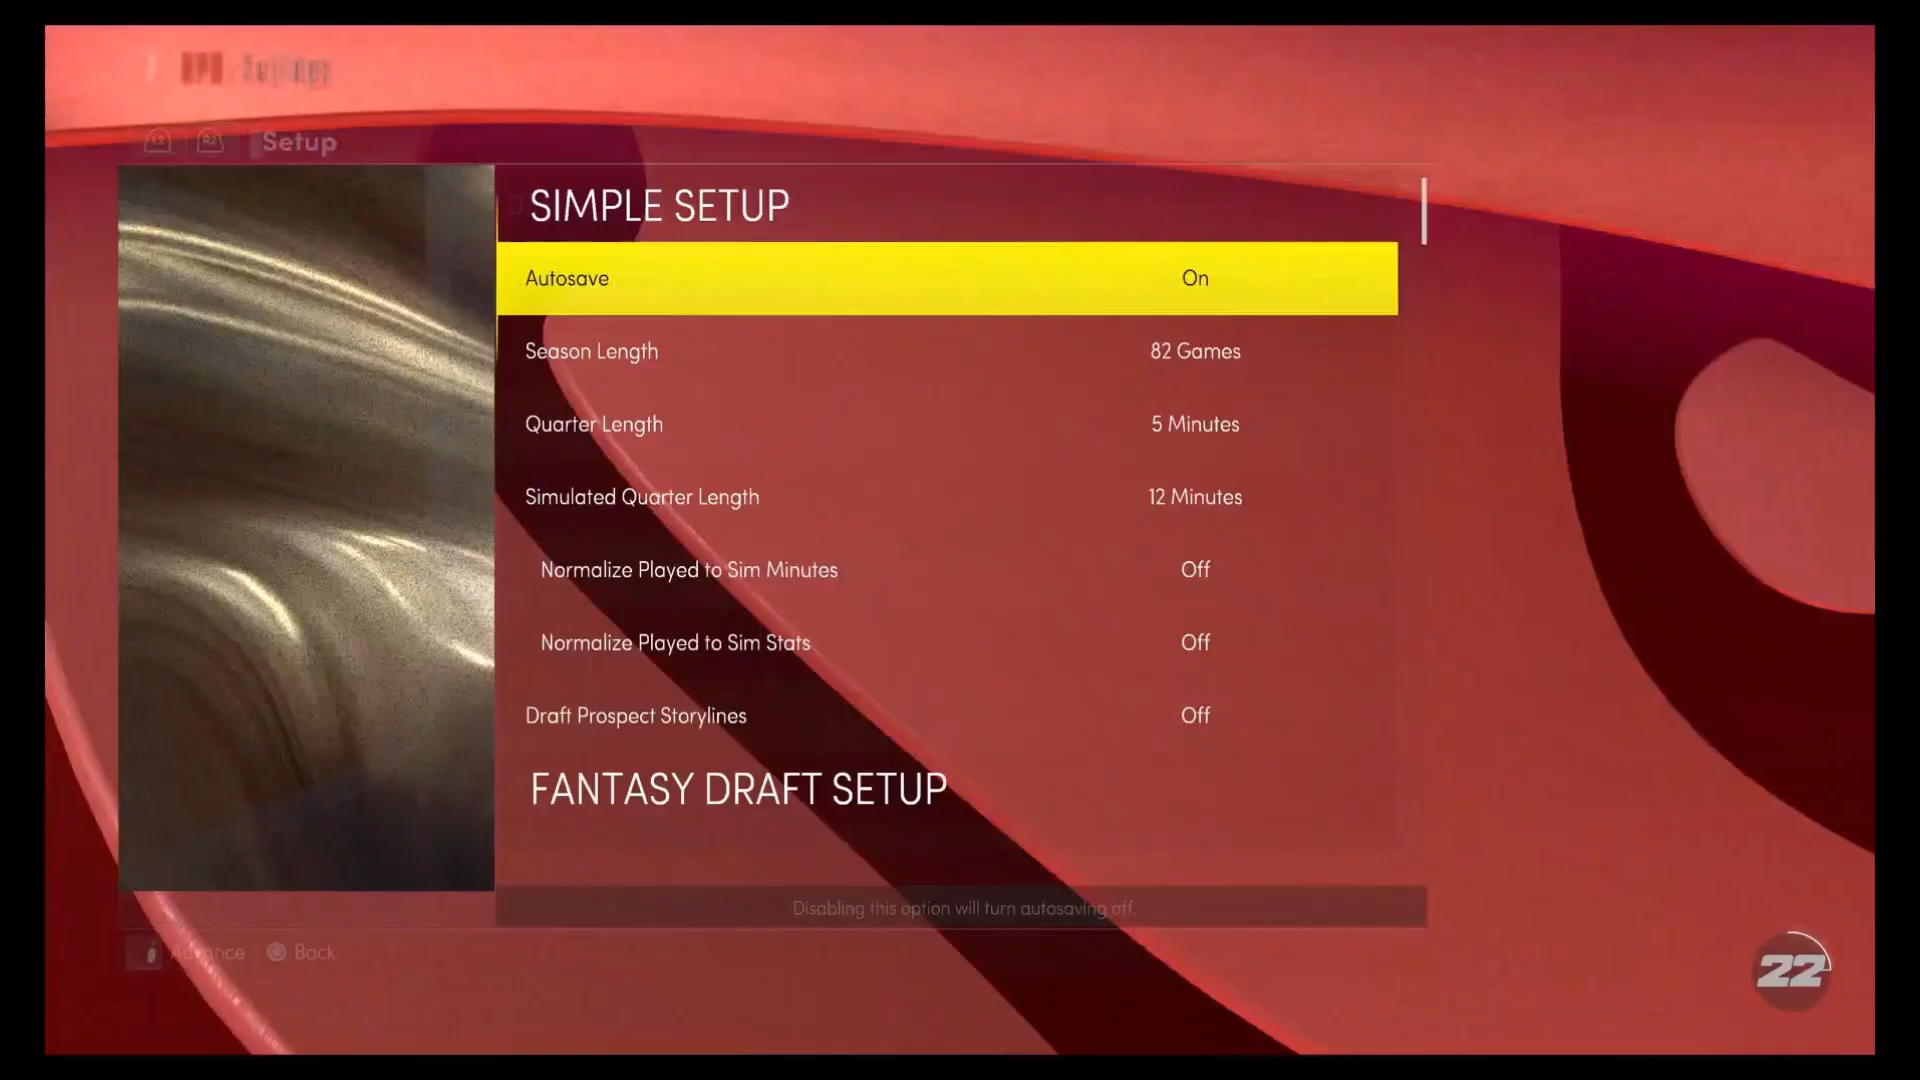 Setup
SIMPLE SETUP
Autosave On
Season Length 82 Games
Quarter Length 5 Minutes
Simulated Quarter Length 12 Minutes
Normalize Played to Sim Minutes Off
Normalize Played to Sim Stats Off
Draft Prospect Storylines Off
FANTASY DRAFT SETUP
Disabling this option will turn autosaving off.
Advance Back
22